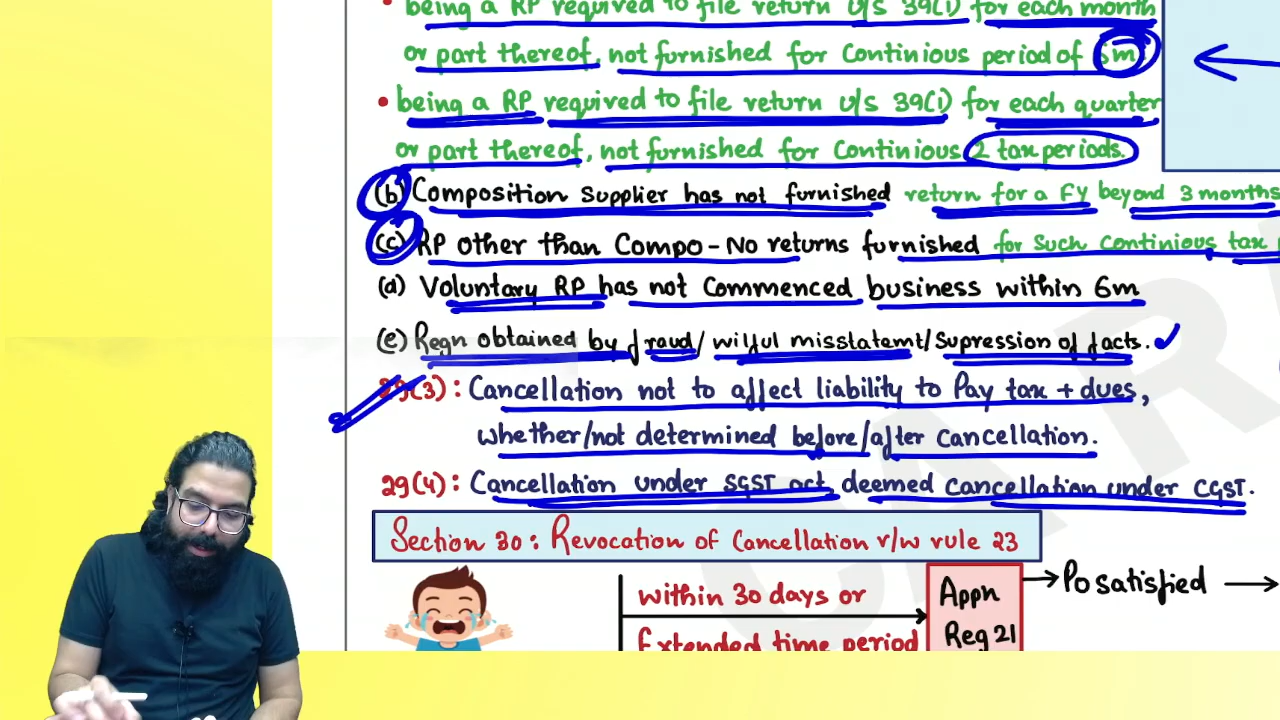 • being a RP required to file return U/S 39(1) for each month
or part thereof, not furnished for Continious period of 6m
• being a RP required to file return U/S 39(1) for each quarter
or part thereof, not furnished for Continious 2 tax periods.
(b) Composition Supplier has not furnished return for a FY beyond 3 months
(c) RP other than Compo - No returns furnished for Such Continious tax
(d) Voluntary RP has not Commenced business within 6m
(e) Regn obtained by fraud/ wilful misstatemt/Supression of facts.
29(3): Cancellation not to affect liability to Pay tax + dues,
whether/not determined before/after cancellation.
29(4): Cancellation under SGST act deemed Cancellation under CGST.
Section 30: Revocation of Cancellation r/w rule 23
within 30 days or
Extended time period
Appn
Reg 21
Po satisfied